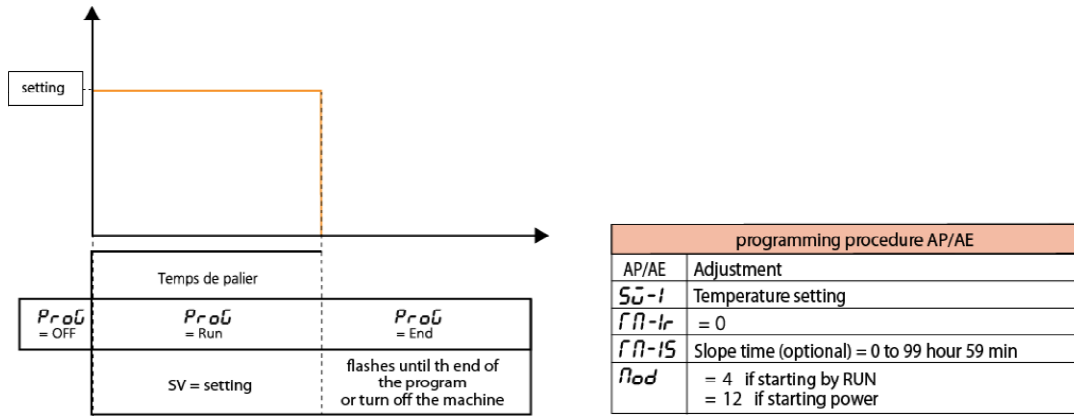 setting
Temps de palier
ProG
= OFF
ProG
= Run
ProG
= End
SV = setting
flashes until th end of
the program
or turn off the machine
programming procedure AP/AE
AP/AE Adjustment
SV-1 Temperature setting
TM-1r = 0
TM-1S Slope time (optional) = 0 to 99 hour 59 min
Mod = 4 if starting by RUN
= 12 if starting power